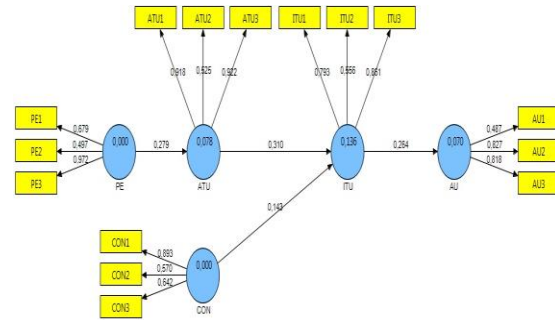 ATU1 ATU2 ATU3 ITU1 ITU2 ITU3
0,918 0,525 0,922 0,793 0,556 0,861
PE1 0,679 0,000 0,078 0,136 0,070 0,487 AU1
PE2 0,497 0,279 0,310 0,264 0,827 AU2
PE3 0,972 0,818 AU3
PE ATU ITU AU
0,143
CON1 0,893 0,000
CON2 0,570
CON3 0,642
CON